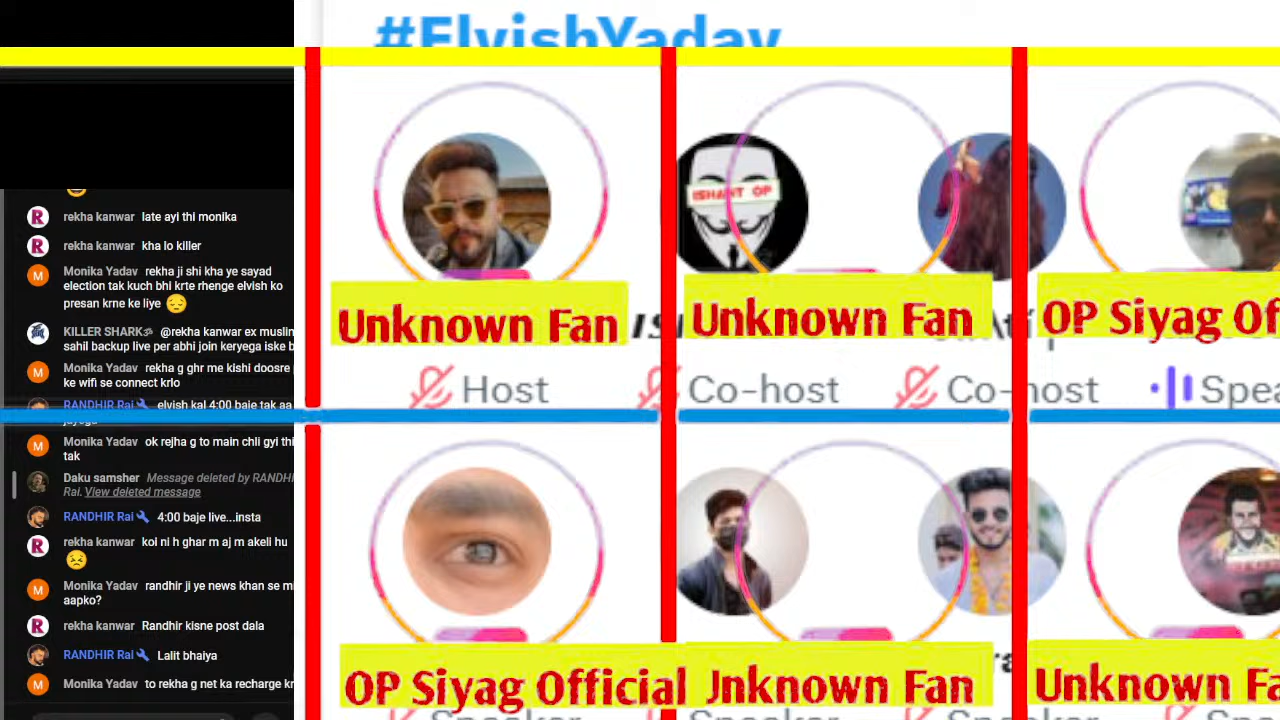 #ElvishYadav
rekha kanwar late ayi thi monika
rekha kanwar kha lo killer
Monika Yadav rekha ji shi kha ye sayad
election tak kuch bhi krte rhenge elvish ko
presan krne ke liye 😔
KILLER SHARK🕉 @rekha kanwar ex muslin
sahil backup live per abhi join keryega iske b
Monika Yadav rekha g ghr me kishi doosre
ke wifi se connect krlo
RANDHIR Rai elvish kal 4:00 baje tak aa
jayega
Monika Yadav ok rejha g to main chli gyi thi
tak
Daku samsher Message deleted by RANDHI
Rai. View deleted message
RANDHIR Rai 4:00 baje live...insta
rekha kanwar koi ni h ghar m aj m akeli hu
😣
Monika Yadav randhir ji ye news khan se m
aapko?
rekha kanwar Randhir kisne post dala
RANDHIR Rai Lalit bhaiya
Monika Yadav to rekha g net ka recharge kr
ISHANT OP
Unknown Fan
Unknown Fan
OP Siyag Of
Host
Co-host
Co-host
Spea
OP Siyag Official
Jnknown Fan
Unknown Fa
Speaker
Speaker